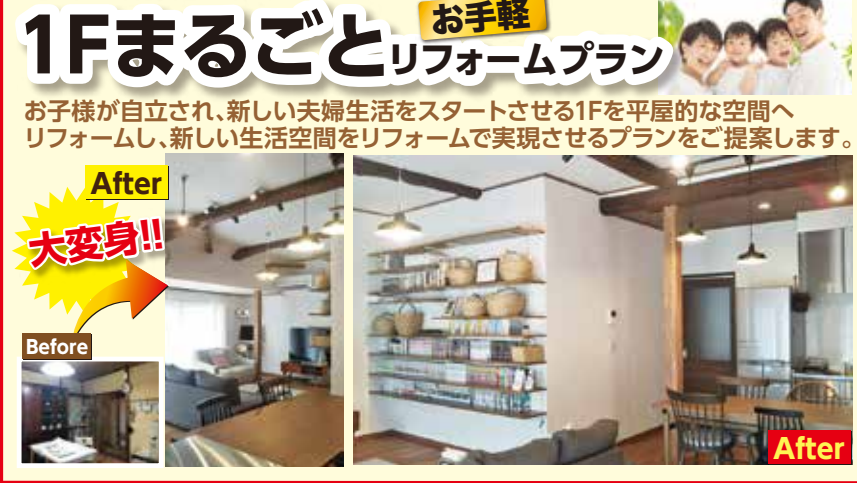 お手軽
1Fまるごとリフォームプラン
お子様が自立され、新しい夫婦生活をスタートさせる1Fを平屋的な空間へ
リフォームし、新しい生活空間をリフォームで実現させるプランをご提案します。
After
大変身!!
Before
After